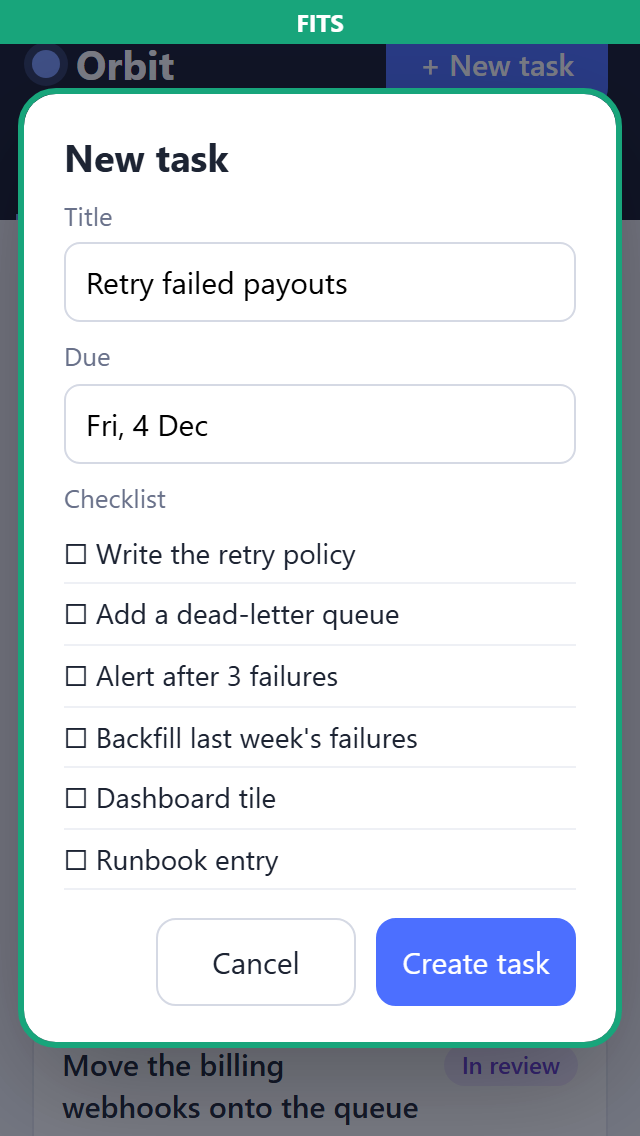 FITS
Orbit
+ New task
New task
Title
Retry failed payouts
Due
Fri, 4 Dec
Checklist
☐ Write the retry policy
☐ Add a dead-letter queue
☐ Alert after 3 failures
☐ Backfill last week's failures
☐ Dashboard tile
☐ Runbook entry
Cancel
Create task
Move the billing
In review
webhooks onto the queue